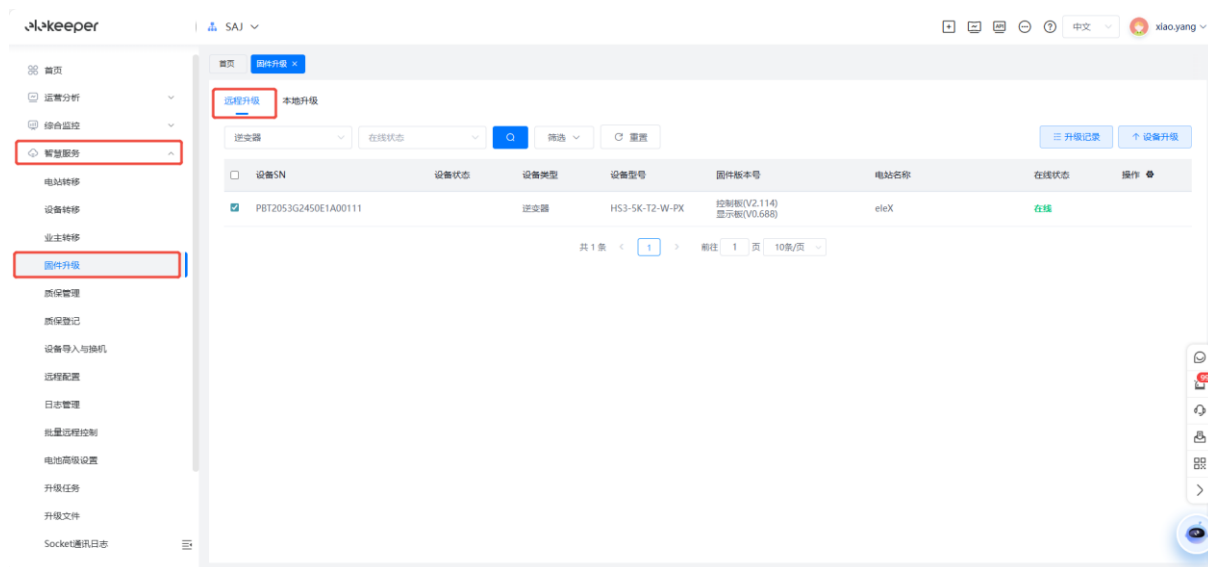 elekeeper
SAJ
中文
xiao.yang
首页
运营分析
综合监控
智慧服务
电站转移
设备转移
业主转移
固件升级
质保管理
质保登记
设备导入与换机
远程配置
日志管理
批量远程控制
电池高级设置
升级任务
升级文件
Socket通讯日志
首页 固件升级 ×
远程升级 本地升级
逆变器 在线状态 筛选 重置 升级记录 设备升级
设备SN 设备状态 设备类型 设备型号 固件版本号 电站名称 在线状态 操作
PBT2053G2450E1A00111 逆变器 HS3-5K-T2-W-PX 控制板(V2.114) eleX 在线
显示板(V0.688)
共1条 < 1 > 前往 1 页 10条/页